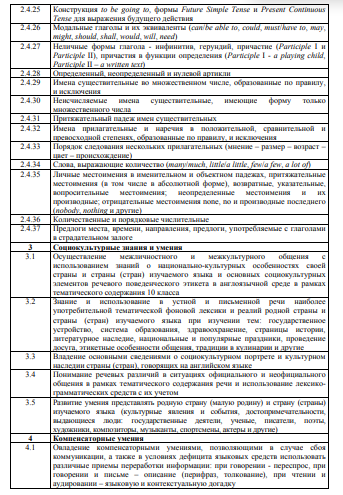 2.4.25 Конструкция to be going to, формы Future Simple Tense и Present Continuous
Tense для выражения будущего действия
2.4.26 Модальные глаголы и их эквиваленты (can/be able to, could, must/have to, may,
might, should, shall, would, will, need)
2.4.27 Неличные формы глагола - инфинитив, герундий, причастие (Participle I и
Participle II), причастия в функции определения (Participle I - a playing child,
Participle II – a written text)
2.4.28 Определенный, неопределенный и нулевой артикли
2.4.29 Имена существительные во множественном числе, образованные по правилу,
и исключения
2.4.30 Неисчисляемые имена существительные, имеющие форму только
множественного числа
2.4.31 Притяжательный падеж имен существительных
2.4.32 Имена прилагательные и наречия в положительной, сравнительной и
превосходной степенях, образованные по правилу, и исключения
2.4.33 Порядок следования нескольких прилагательных (мнение – размер – возраст –
цвет – происхождение)
2.4.34 Слова, выражающие количество (many/much, little/a little, few/a few, a lot of)
2.4.35 Личные местоимения в именительном и объектном падежах, притяжательные
местоимения (в том числе в абсолютной форме), возвратные, указательные,
вопросительные местоимения; неопределенные местоимения и их
производные; отрицательные местоимения none, no и производные последнего
(nobody, nothing и другие)
2.4.36 Количественные и порядковые числительные
2.4.37 Предлоги места, времени, направления, предлоги, употребляемые с глаголами
в страдательном залоге
3 Социокультурные знания и умения
3.1 Осуществление межличностного и межкультурного общения с
использованием знаний о национально-культурных особенностях своей
страны и страны (стран) изучаемого языка и основных социокультурных
элементов речевого поведенческого этикета в англоязычной среде в рамках
тематического содержания 10 класса
3.2 Знание и использование в устной и письменной речи наиболее
употребительной тематической фоновой лексики и реалий родной страны и
страны (стран) изучаемого языка при изучении тем: государственное
устройство, система образования, здравоохранение, страницы истории,
литературное наследие, национальные и популярные праздники, проведение
досуга, этикетные особенности общения, традиции в кулинарии и другие
3.3 Владение основными сведениями о социокультурном портрете и культурном
наследии страны (стран), говорящих на английском языке
3.4 Понимание речевых различий в ситуациях официального и неофициального
общения в рамках тематического содержания речи и использование лексико-
грамматических средств с их учетом
3.5 Развитие умения представлять родную страну (малую родину) и страну (страны)
изучаемого языка (культурные явления и события, достопримечательности,
выдающиеся люди: государственные деятели, ученые, писатели, поэты,
художники, композиторы, музыканты, спортсмены, актеры и другие)
4 Компенсаторные умения
4.1 Овладение компенсаторными умениями, позволяющими в случае сбоя
коммуникации, а также в условиях дефицита языковых средств использовать
различные приемы переработки информации: при говорении - переспрос, при
говорении и письме – описание (перифраз, толкование), при чтении и
аудировании – языковую и контекстуальную догадку